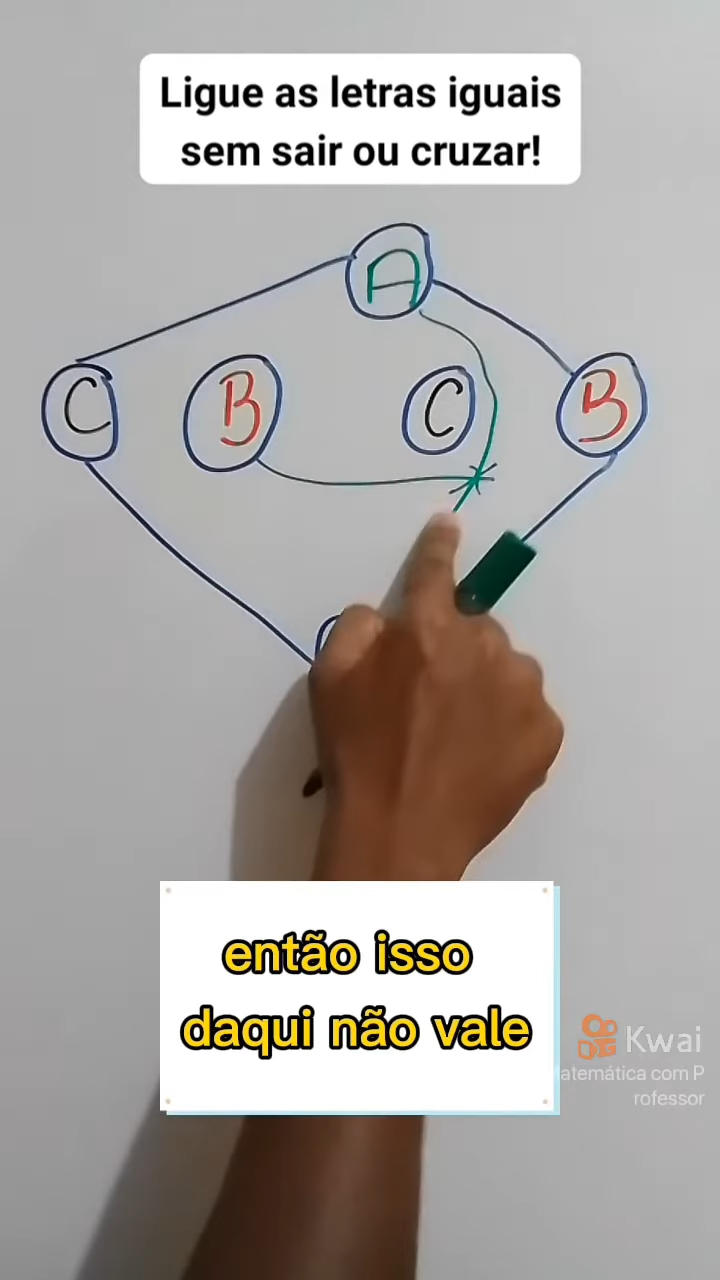 Ligue as letras iguais
sem sair ou cruzar!
A
C
B
C
B
então isso
daqui não vale
Kwai
atemática com P
rofessor